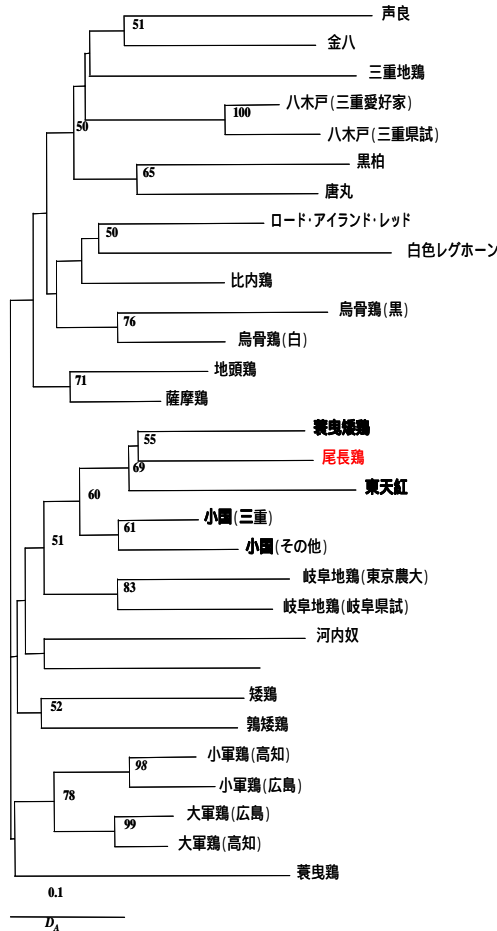 声良
51
金八
三重地鶏
八木戸(三重愛好家)
100
50
八木戸(三重県試)
黒柏
65
唐丸
ロード・アイランド・レッド
50
白色レグホーン
比内鶏
烏骨鶏(黒)
76
烏骨鶏(白)
地頭鶏
71
薩摩鶏
蓑曳矮鶏
55
尾長鶏
69
東天紅
60
小国(三重)
61
51
小国(その他)
岐阜地鶏(東京農大)
83
岐阜地鶏(岐阜県試)
河内奴
矮鶏
52
鶉矮鶏
小軍鶏(高知)
98
小軍鶏(広島)
78
大軍鶏(広島)
99
大軍鶏(高知)
蓑曳鶏
0.1
DA